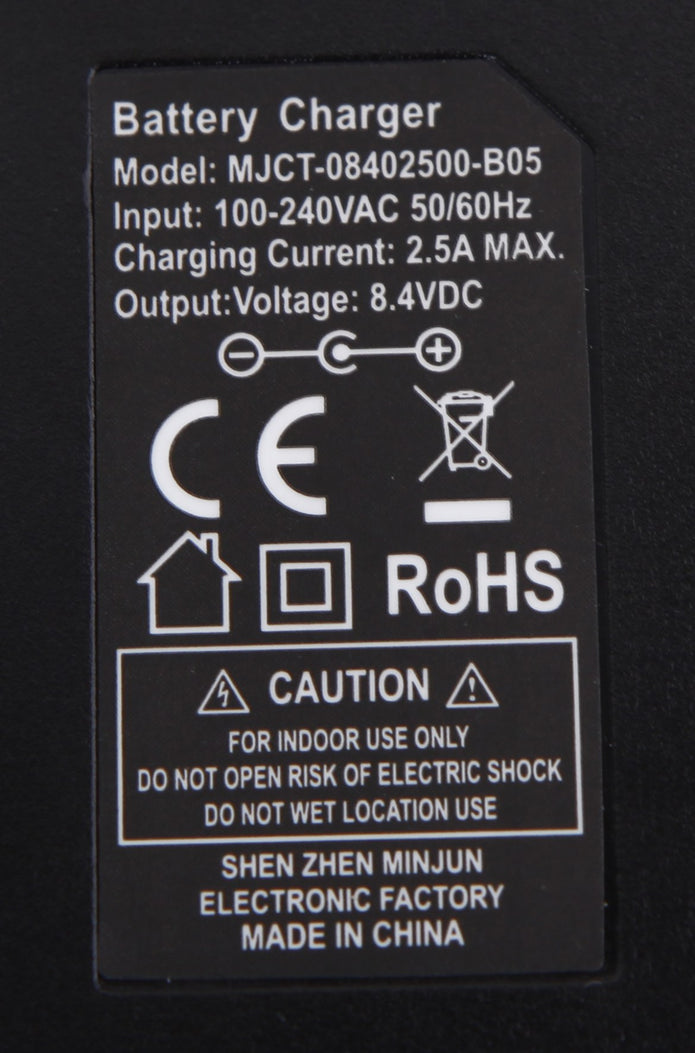 Battery Charger
Model: MJCT-08402500-B05
Input: 100-240VAC 50/60Hz
Charging Current: 2.5A MAX.
Output:Voltage: 8.4VDC
CE
RoHS
CAUTION
FOR INDOOR USE ONLY
DO NOT OPEN RISK OF ELECTRIC SHOCK
DO NOT WET LOCATION USE
SHEN ZHEN MINJUN
ELECTRONIC FACTORY
MADE IN CHINA